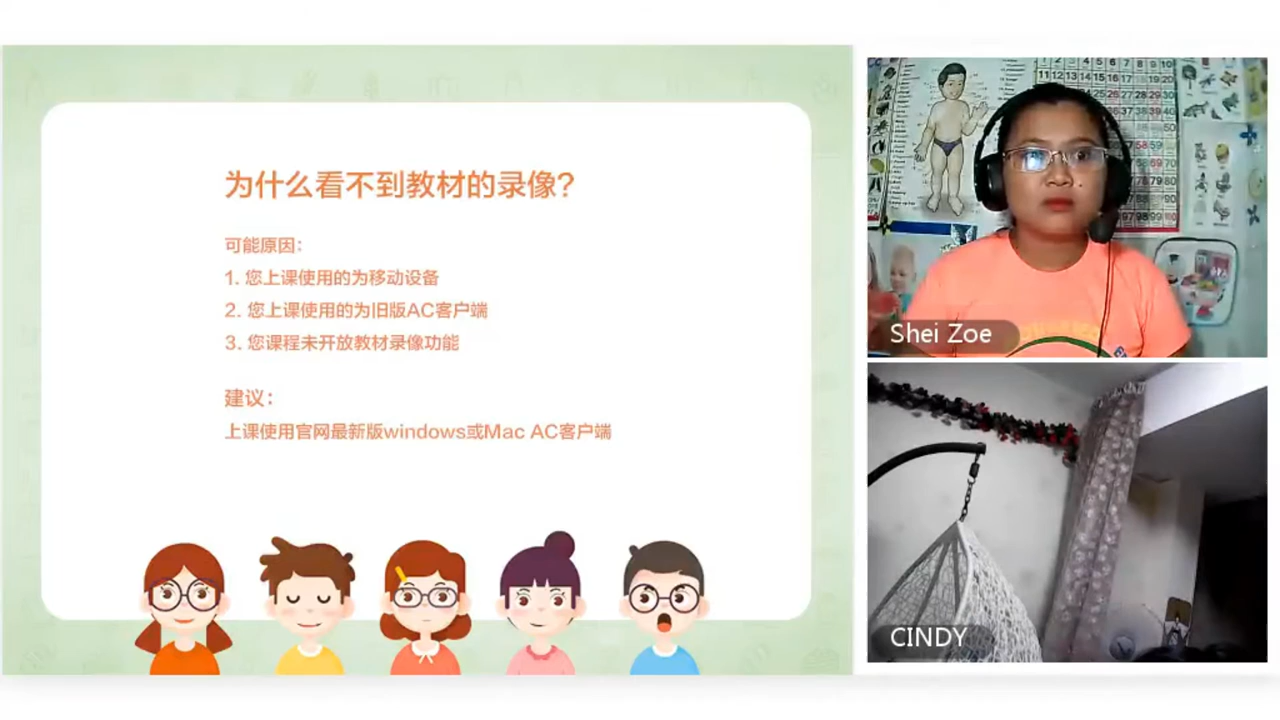 为什么看不到教材的录像?
可能原因:
1. 您上课使用的为移动设备
2. 您上课使用的为旧版AC客户端
3. 您课程未开放教材录像功能
建议:
上课使用官网最新版windows或Mac AC客户端
Shei Zoe
CINDY